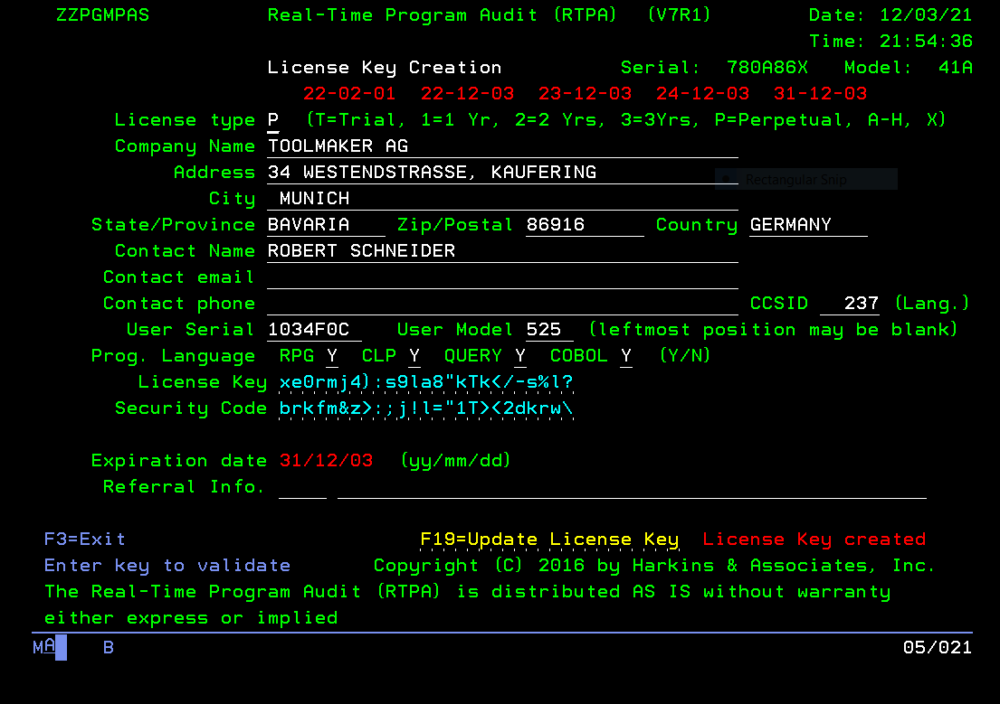 ZZPGMPAS Real-Time Program Audit (RTPA) (V7R1) Date: 12/03/21
Time: 21:54:36
License Key Creation Serial: 780A86X Model: 41A
22-02-01 22-12-03 23-12-03 24-12-03 31-12-03
License type P (T=Trial, 1=1 Yr, 2=2 Yrs, 3=3Yrs, P=Perpetual, A-H, X)
Company Name TOOLMAKER AG
Address 34 WESTENDSTRASSE, KAUFERING
Rectangular Snip
City MUNICH
State/Province BAVARIA Zip/Postal 86916 Country GERMANY
Contact Name ROBERT SCHNEIDER
Contact email
Contact phone CCSID 237 (Lang.)
User Serial 1034F0C User Model 525 (leftmost position may be blank)
Prog. Language RPG Y CLP Y QUERY Y COBOL Y (Y/N)
License Key xe0rmj4):s9la8"kTk</-s%l?
Security Code brkfm&z>:;j!l="1T><2dkrw\
Expiration date 31/12/03 (yy/mm/dd)
Referral Info.
F3=Exit F19=Update License Key License Key created
Enter key to validate Copyright (C) 2016 by Harkins & Associates, Inc.
The Real-Time Program Audit (RTPA) is distributed AS IS without warranty
either express or implied
MA B 05/021